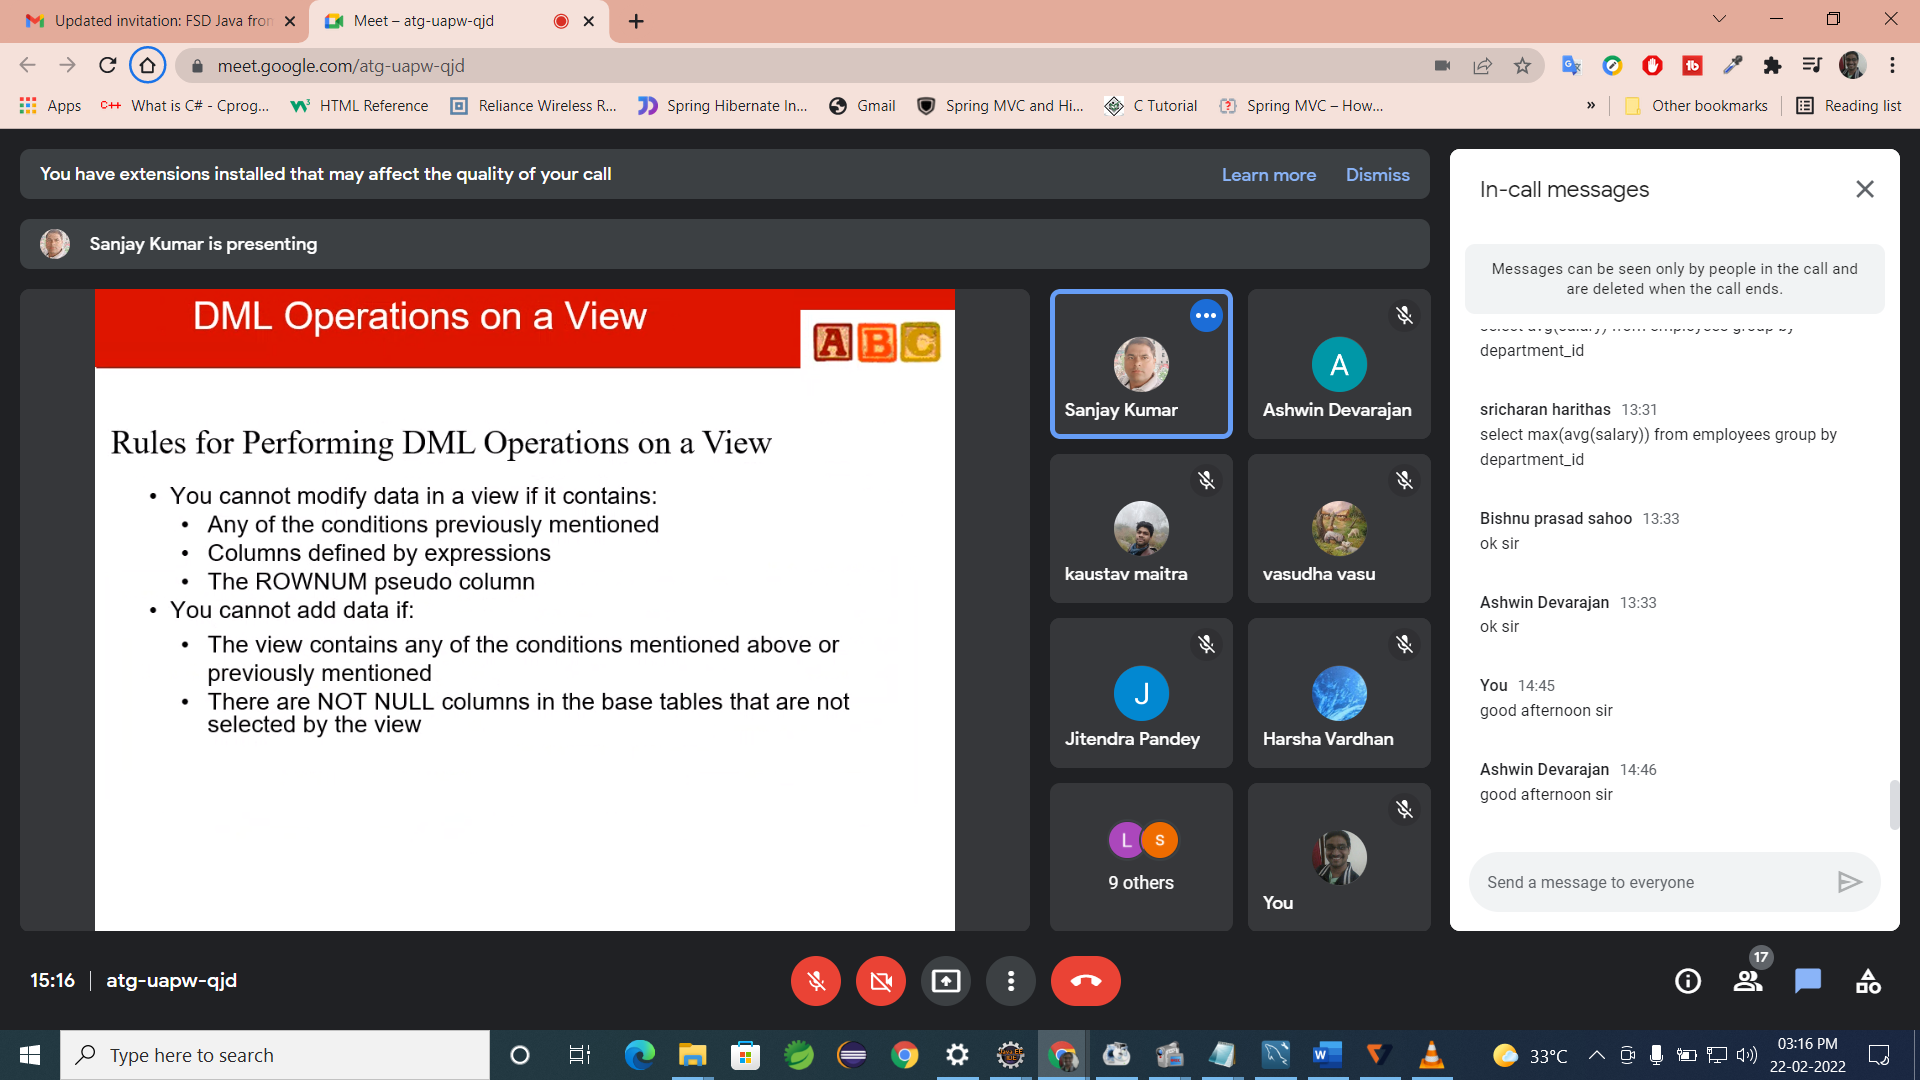 Updated invitation: FSD Java fron
Meet – atg-uapw-qjd
meet.google.com/atg-uapw-qjd
Apps
C++ What is C# - Cprog...
HTML Reference
Reliance Wireless R...
Spring Hibernate In...
Gmail
Spring MVC and Hi...
C Tutorial
Spring MVC – How...
»
Other bookmarks
Reading list
You have extensions installed that may affect the quality of your call
Learn more
Dismiss
Sanjay Kumar is presenting
DML Operations on a View
A B C
Rules for Performing DML Operations on a View
• You cannot modify data in a view if it contains:
• Any of the conditions previously mentioned
• Columns defined by expressions
• The ROWNUM pseudo column
• You cannot add data if:
• The view contains any of the conditions mentioned above or
previously mentioned
• There are NOT NULL columns in the base tables that are not
selected by the view
Sanjay Kumar
A
Ashwin Devarajan
kaustav maitra
vasudha vasu
J
Jitendra Pandey
Harsha Vardhan
L S
9 others
You
In-call messages
Messages can be seen only by people in the call and
are deleted when the call ends.
select avg(salary) from employees group by
department_id
sricharan harithas 13:31
select max(avg(salary)) from employees group by
department_id
Bishnu prasad sahoo 13:33
ok sir
Ashwin Devarajan 13:33
ok sir
You 14:45
good afternoon sir
Ashwin Devarajan 14:46
good afternoon sir
Send a message to everyone
15:16 | atg-uapw-qjd
17
Type here to search
33°C
03:16 PM
22-02-2022